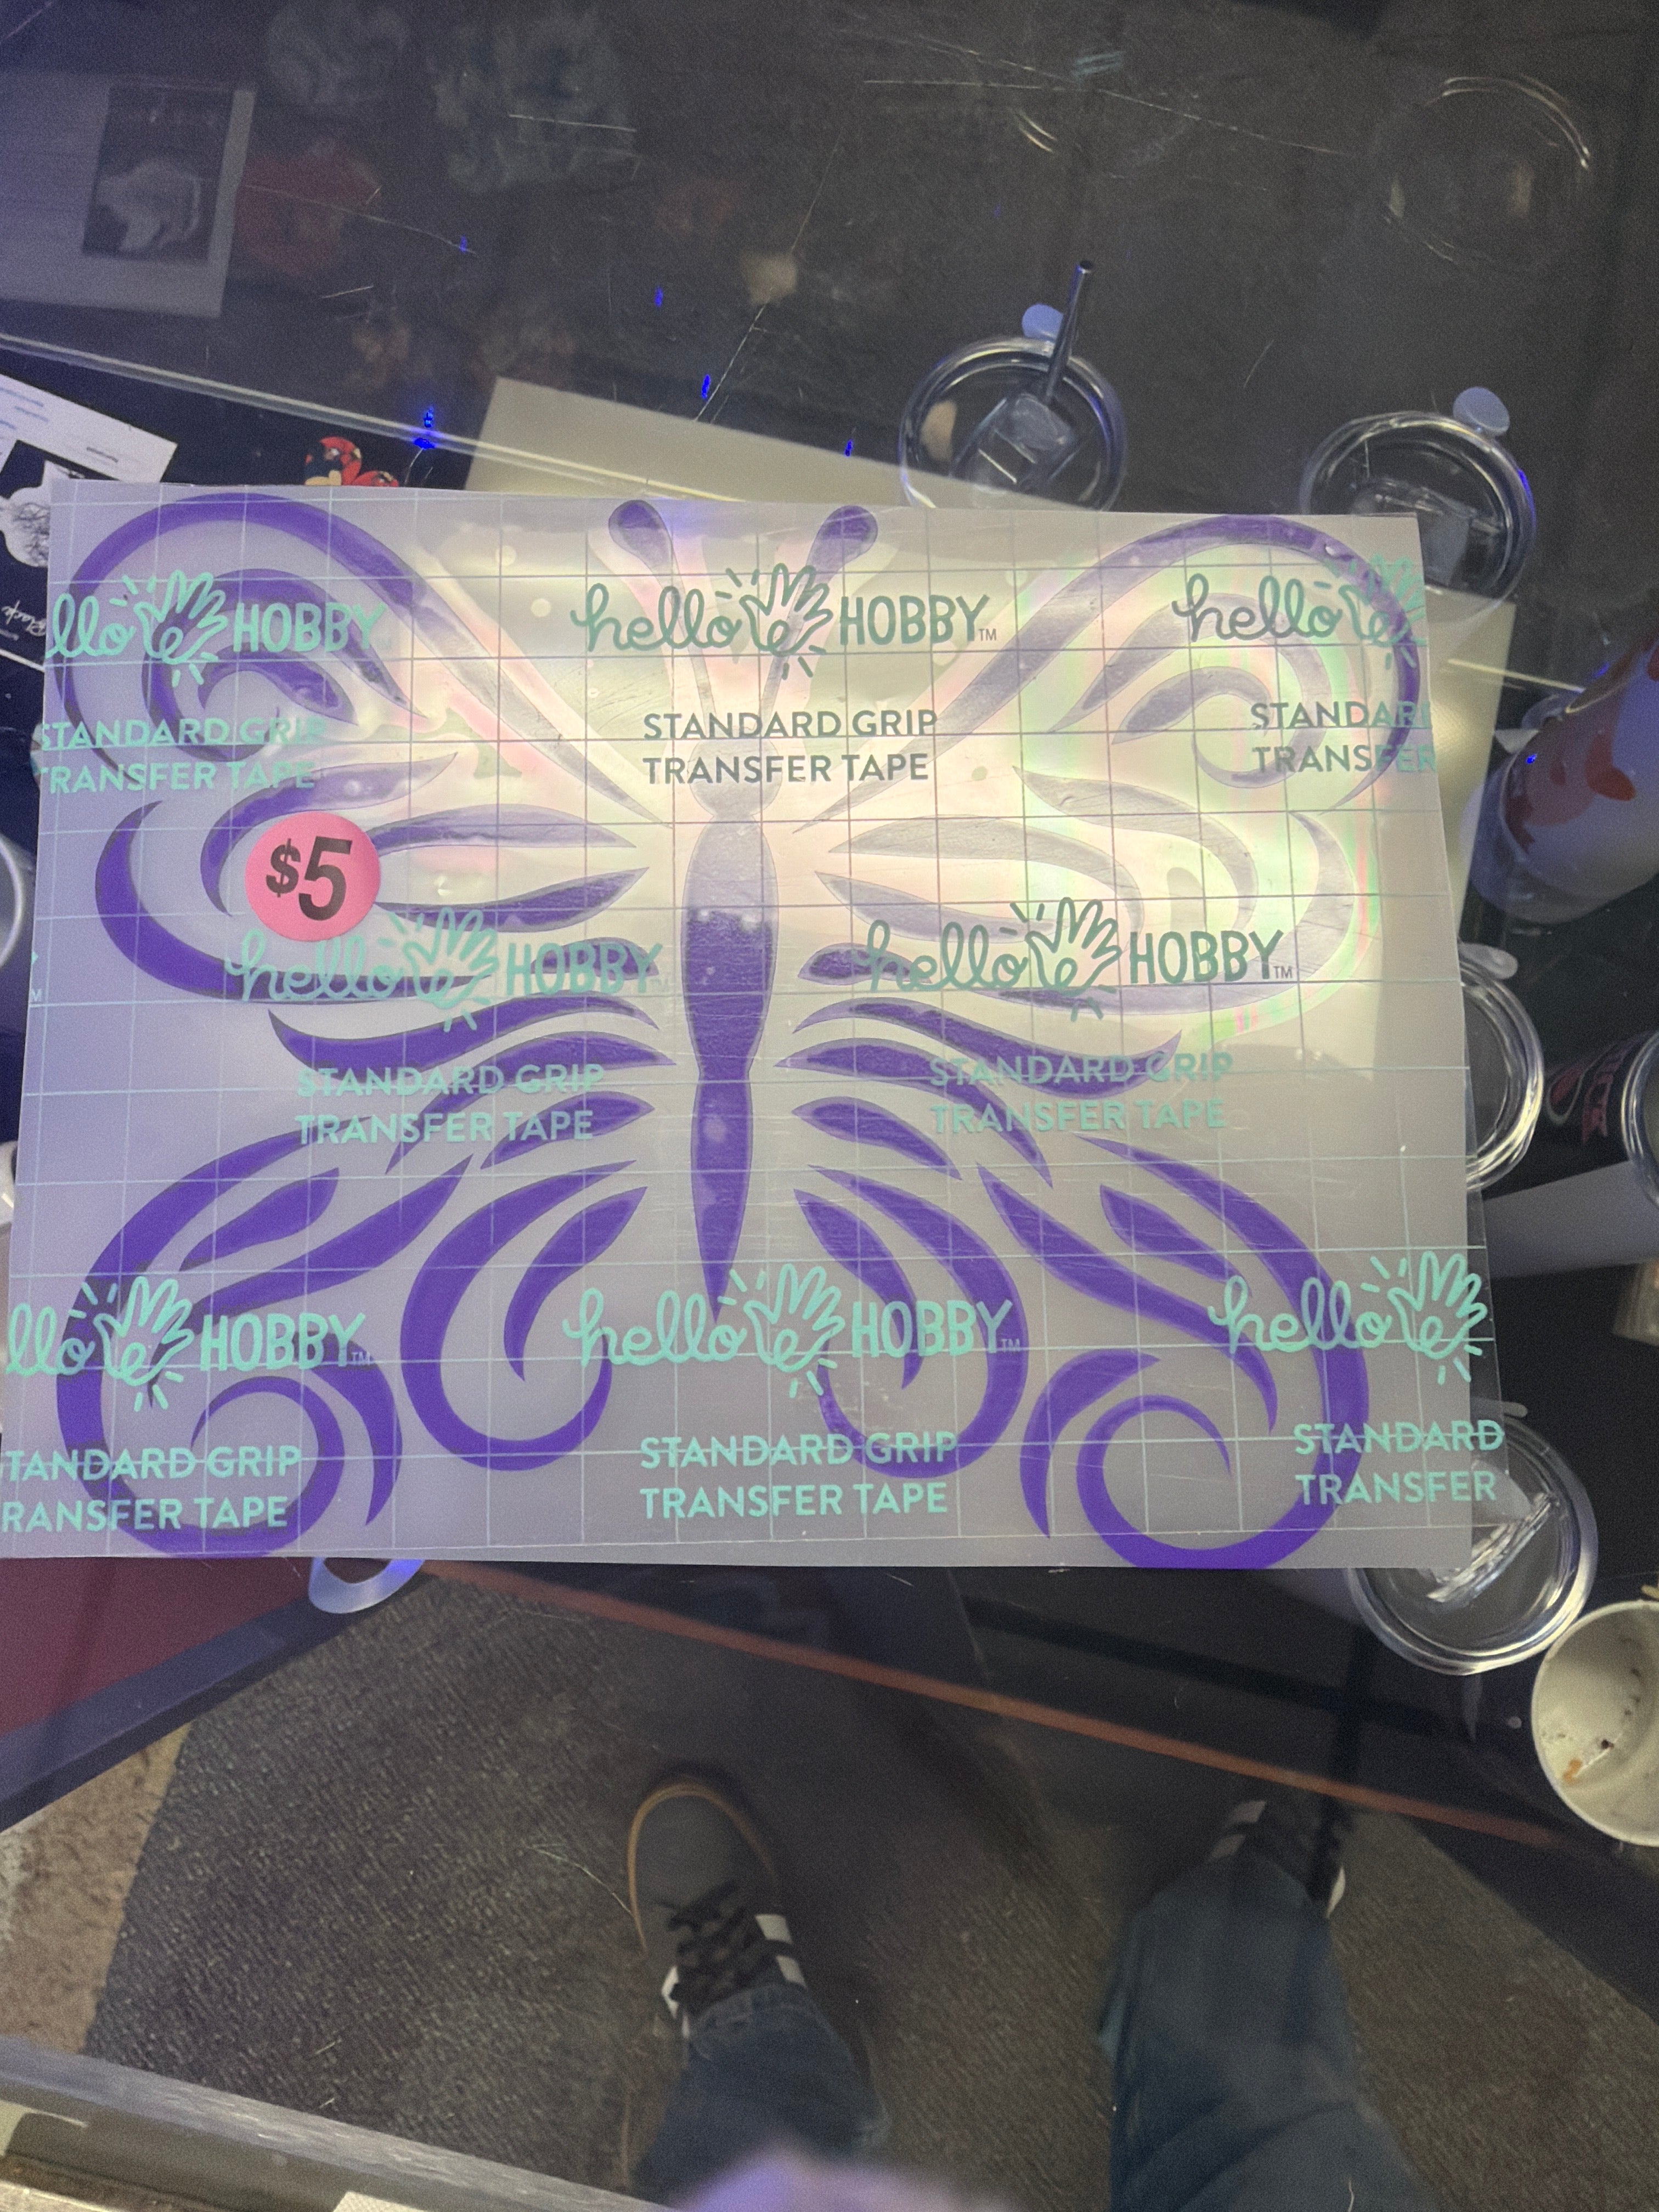 llo HOBBY
hello HOBBY™
hello
STANDARD GRIP
TRANSFER TAPE
STANDARD GRIP
TRANSFER TAPE
STANDARD
TRANSFER
$5
hello HOBBY
hello HOBBY™
STANDARD GRIP
TRANSFER TAPE
STANDARD GRIP
TRANSFER TAPE
llo HOBBY™
hello HOBBY™
hello
TANDARD GRIP
RANSFER TAPE
STANDARD GRIP
TRANSFER TAPE
STANDARD
TRANSFER